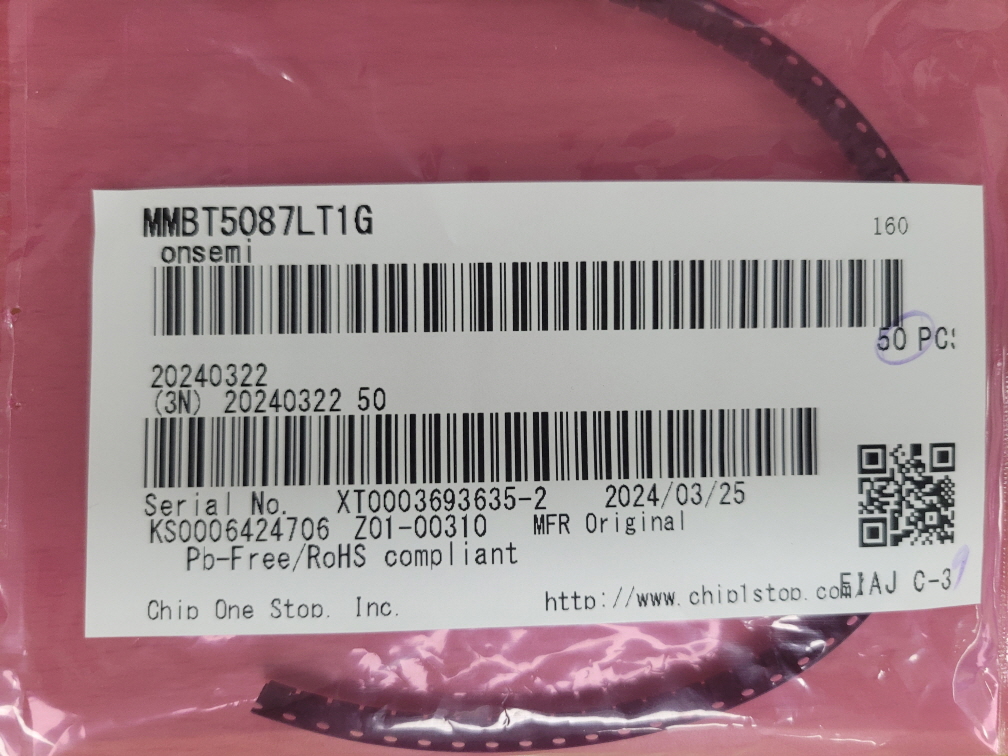 MMBT5087LT1G
160
onsemi
50 PCS
20240322
(3N) 20240322 50
Serial No. XT0003693635-2 2024/03/25
KS0006424706 Z01-00310 MFR Original
Pb-Free/RoHS compliant
EIAJ C-3
Chip One Stop, Inc. http://www.chip1stop.com/